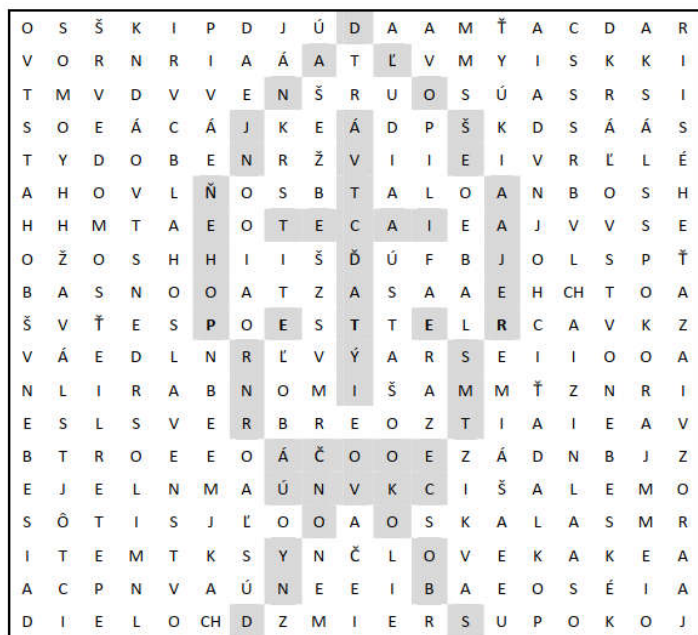 O S Š K I P D J Ú D A A M Ť A C D A R
V O R N R I A Á A T Ľ V M Y I S K K I
T M V D V V E N Š R U O S Ú A S R S I
S O E Á C Á J K E Á D P Š K D S Á Á S
T Y D O B E N R Ž V I I E I V R Ľ L É
A H O V L Ň O S B T A L O A N B O S H
H H M T A E O T E C A I E A J V V S E
O Ž O S H H I I Š Ď Ú F B J O L S P Ť
B A S N O O A T Z A S A A E H CH T O A
Š V Ť E S P O E S T T E L R C A V K Z
V Á E D L N R Ľ V Ý A R S E I I O O A
N L I R A B N O M I Š A M M Ť Z N R I
E S L S V E R B R E O Z T I A I E A V
B T R O E E O Á Č O O E Z Á D N B J Z
E J E L N M A Ú N V K C I Š A L E M O
S Ô T I S J Ľ O O A O S K A L A S M R
I T E M T K S Y N Č L O V E K A K E A
A C P N V A Ú N E E I B A E O S É I A
D I E L O CH D Z M I E R S U P O K O J